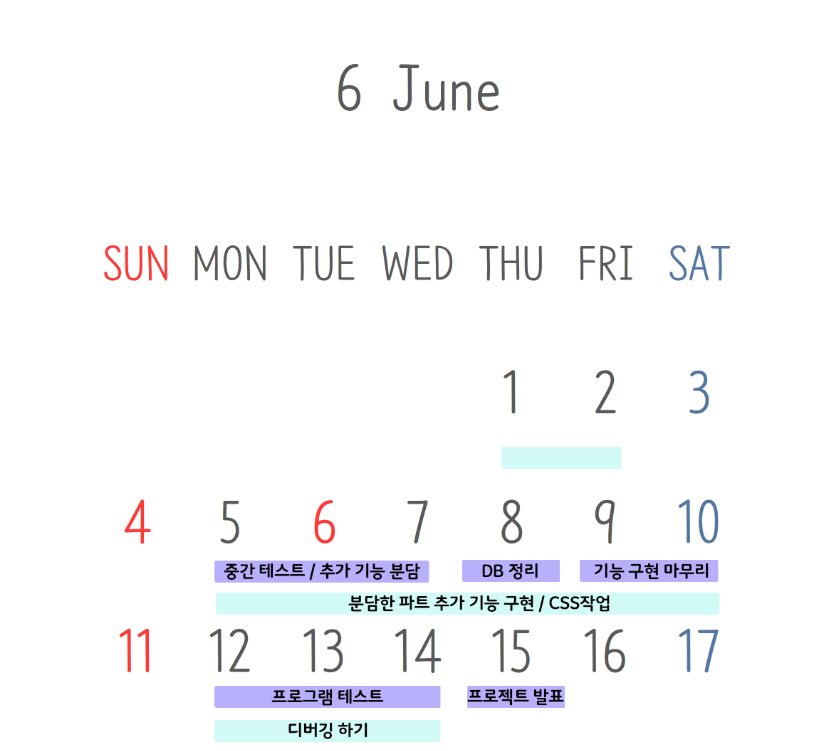 6 June
SUN MON TUE WED THU FRI SAT
1 2 3
4 5 6 7 8 9 10
중간 테스트 / 추가 기능 분담 DB 정리 기능 구현 마무리
분담한 파트 추가 기능 구현 / CSS작업
11 12 13 14 15 16 17
프로그램 테스트 프로젝트 발표
디버깅 하기